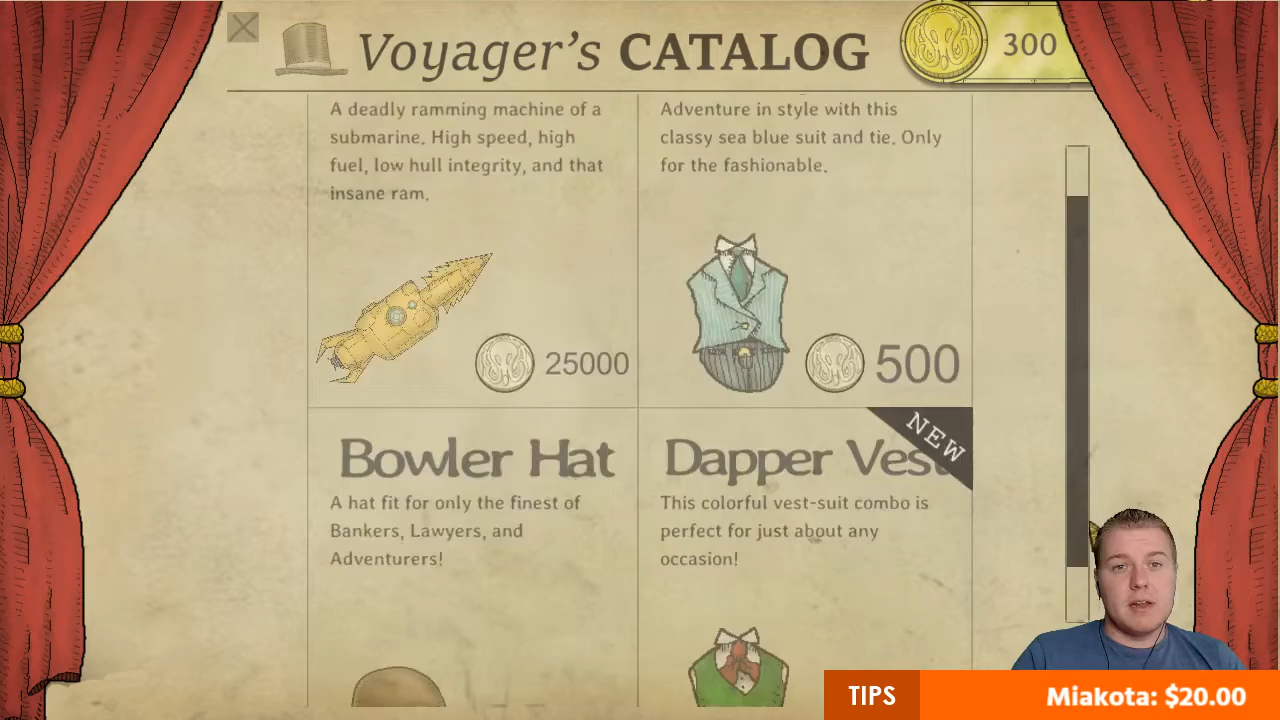 Voyager's CATALOG
300
A deadly ramming machine of a
submarine. High speed, high
fuel, low hull integrity, and that
insane ram.
25000
Adventure in style with this
classy sea blue suit and tie. Only
for the fashionable.
500
Bowler Hat
A hat fit for only the finest of
Bankers, Lawyers, and
Adventurers!
NEW
Dapper Vest
This colorful vest-suit combo is
perfect for just about any
occasion!
TIPS
Miakota: $20.00